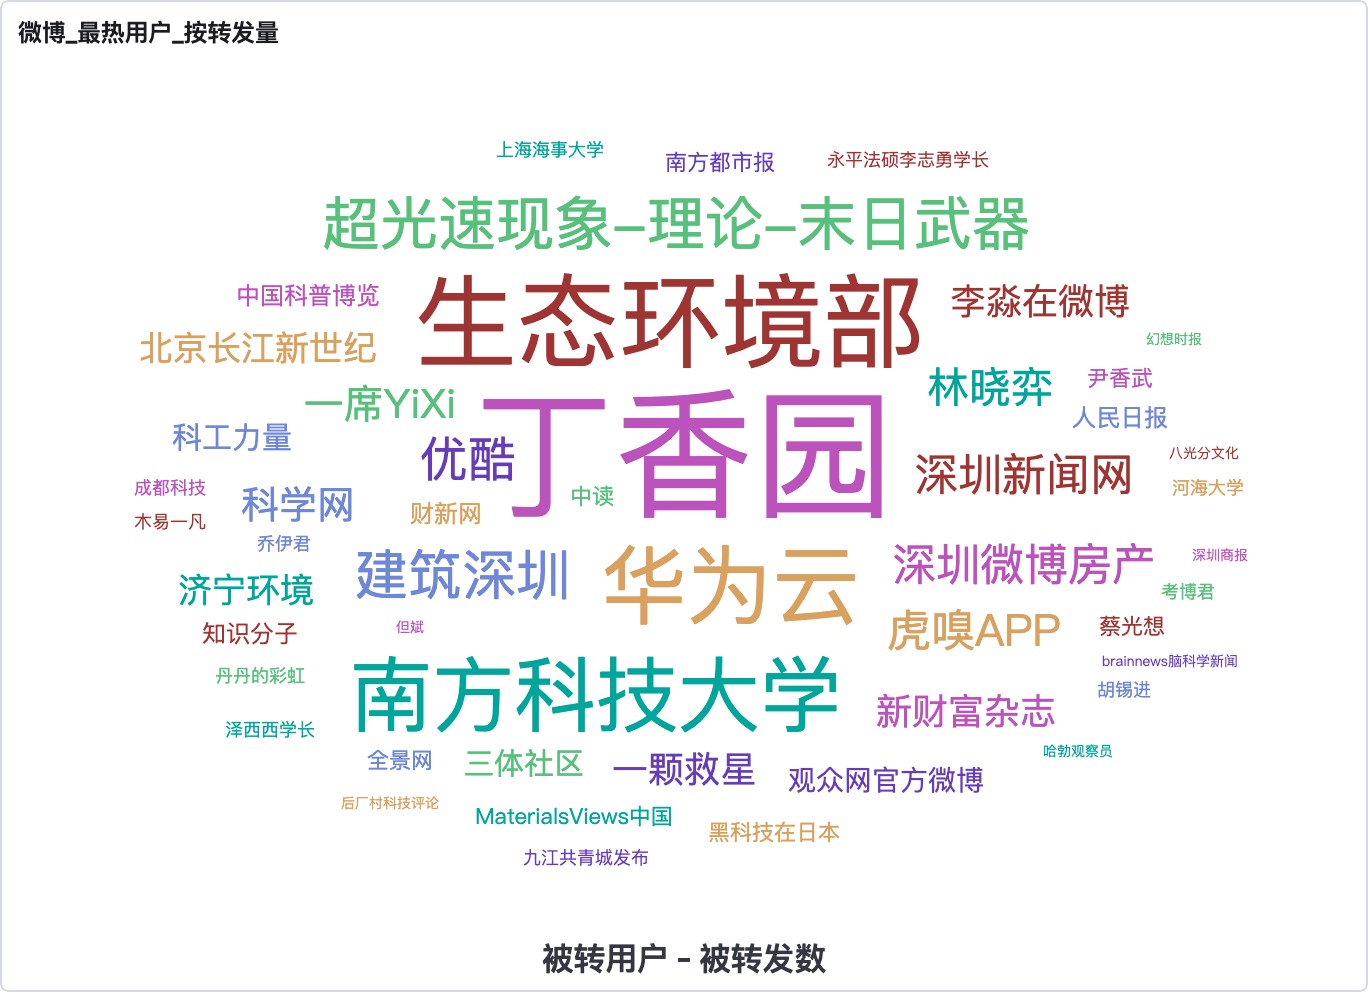 微博_最热用户_按转发量
上海海事大学
南方都市报
永平法硕李志勇学长
超光速现象-理论-末日武器
中国科普博览
生态环境部
李淼在微博
北京长江新世纪
幻想时报
一席YiXi
丁香园
林晓弈
尹香武
人民日报
科工力量
优酷
深圳新闻网
八光分文化
成都科技
科学网
财新网
中读
河海大学
木易一凡
乔伊君
建筑深圳
华为云
深圳微博房产
深圳商报
济宁环境
考博君
知识分子
但斌
虎嗅APP
蔡光想
丹丹的彩虹
南方科技大学
brainnews脑科学新闻
胡锡进
新财富杂志
泽西西学长
全景网
三体社区
一颗救星
观众网官方微博
哈勃观察员
后厂村科技评论
MaterialsViews中国
黑科技在日本
九江共青城发布
被转用户 - 被转发数